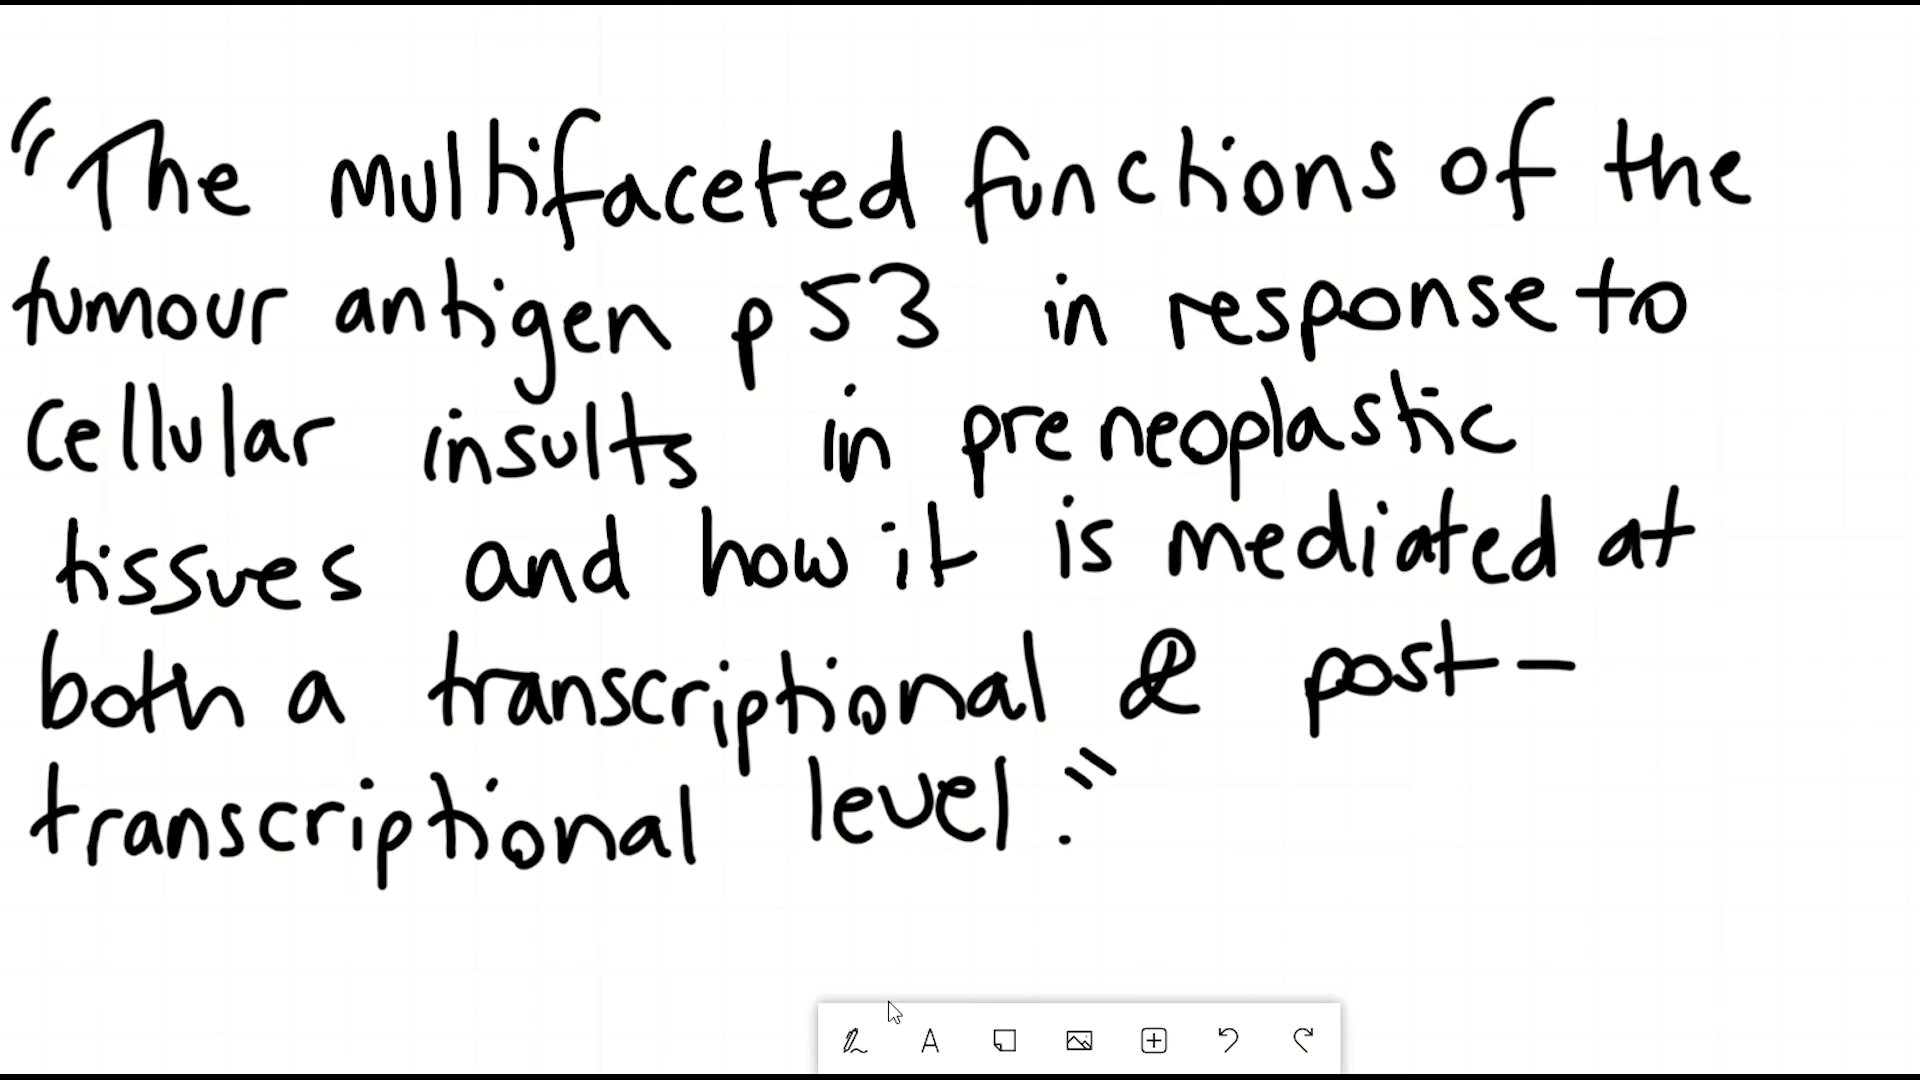 "The multifaceted functions of the
tumour antigen p53 in response to
cellular insults in preneoplastic
tissues and how it is mediated at
both a transcriptional & post-
transcriptional level."
A